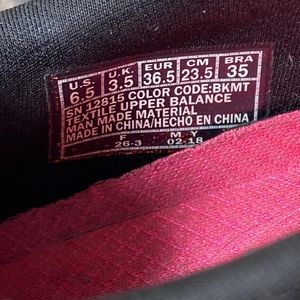 U.S. U.K. EUR CM BRA
6.5 3.5 36.5 23.5 35
SN 12815 COLOR CODE:BKMT
TEXTILE UPPER BALANCE
MAN MADE MATERIAL
MADE IN CHINA/HECHO EN CHINA
F M.Y
26-3 02-18